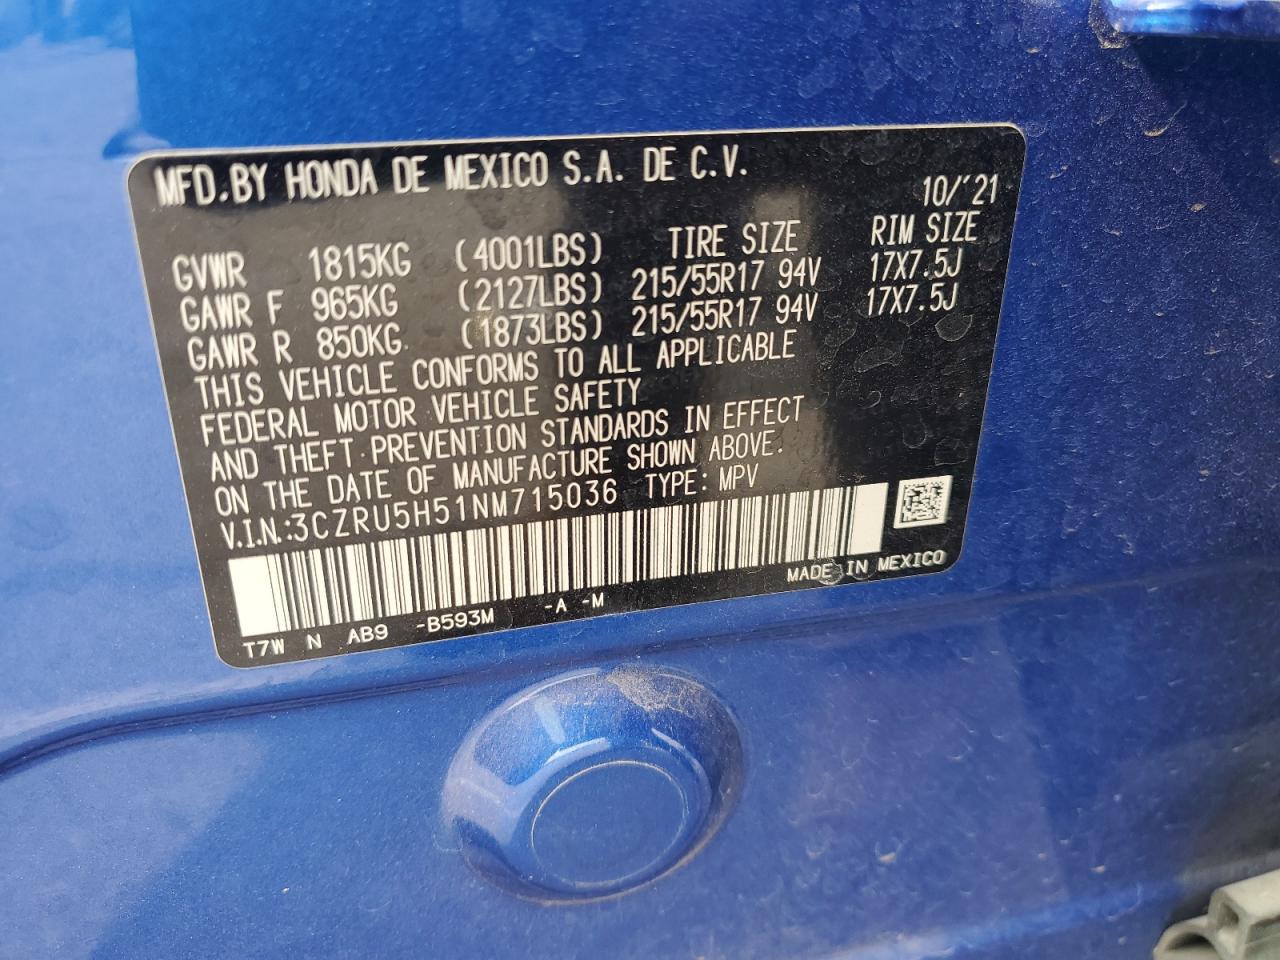 MFD.BY HONDA DE MEXICO S.A. DE C.V.
10/'21
GVWR 1815KG (4001LBS) TIRE SIZE RIM SIZE
GAWR F 965KG (2127LBS) 215/55R17 94V 17X7.5J
GAWR R 850KG (1873LBS) 215/55R17 94V 17X7.5J
THIS VEHICLE CONFORMS TO ALL APPLICABLE
FEDERAL MOTOR VEHICLE SAFETY
AND THEFT PREVENTION STANDARDS IN EFFECT
ON THE DATE OF MANUFACTURE SHOWN ABOVE.
V.I.N.:3CZRU5H51NM715036 TYPE: MPV
MADE IN MEXICO
T7W N AB9 -B593M -A -M